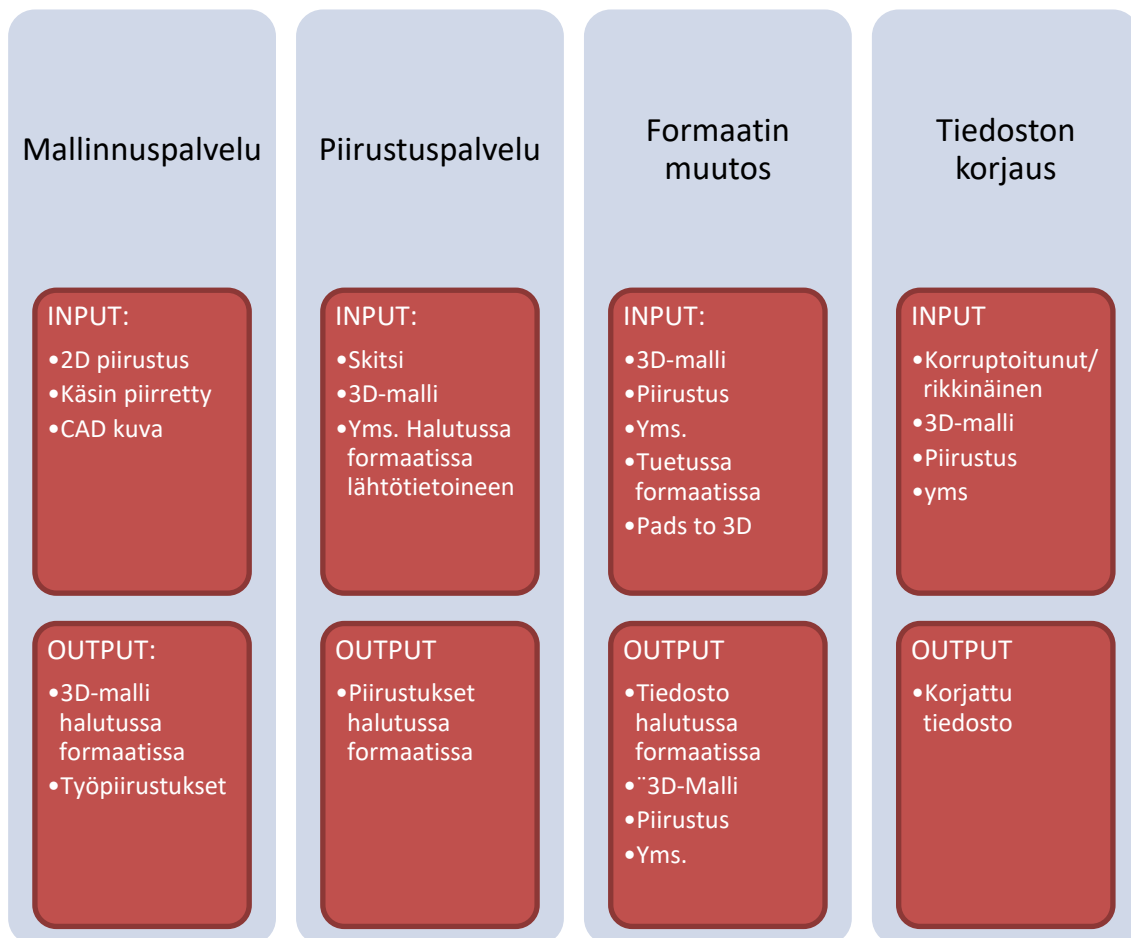 Mallinnuspalvelu
INPUT:
•2D piirustus
•Käsin piirretty
•CAD kuva
OUTPUT:
•3D-malli
halutussa
formaatissa
•Työpiirustukset
Piirustuspalvelu
INPUT:
•Skitsi
•3D-malli
•Yms. Halutussa
formaatissa
lähtötietoineen
OUTPUT
•Piirustukset
halutussa
formaatissa
Formaatin
muutos
INPUT:
•3D-malli
•Piirustus
•Yms.
•Tuetussa
formaatissa
•Pads to 3D
OUTPUT
•Tiedosto
halutussa
formaatissa
•¨3D-Malli
•Piirustus
•Yms.
Tiedoston
korjaus
INPUT
•Korruptoitunut/
rikkinäinen
•3D-malli
•Piirustus
•yms
OUTPUT
•Korjattu
tiedosto